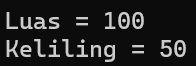 Luas = 100
Keliling = 50